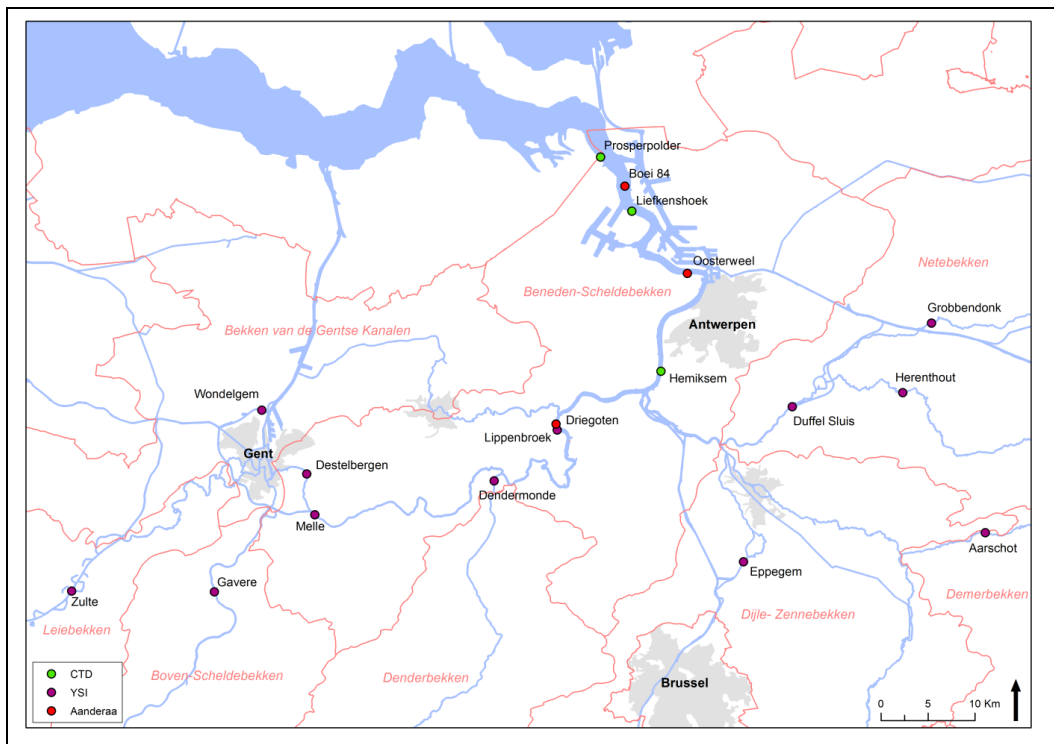 Prosperpolder
Boei 84
Liefkenshoek
Oosterweel
Netebekken
Beneden-Scheldebekken
Grobbendonk
Antwerpen
Bekken van de Gentse Kanalen
Hemiksem
Herenthout
Wondelgem
Duffel Sluis
Driegoten
Lippenbroek
Gent
Destelbergen
Dendermonde
Melle
Aarschot
Eppegem
Gavere
Zulte
Demerbekken
Dijle- Zennebekken
Leiebekken
Boven-Scheldebekken
Denderbekken
Brussel
CTD
YSI
Aanderaa
0 5 10 Km